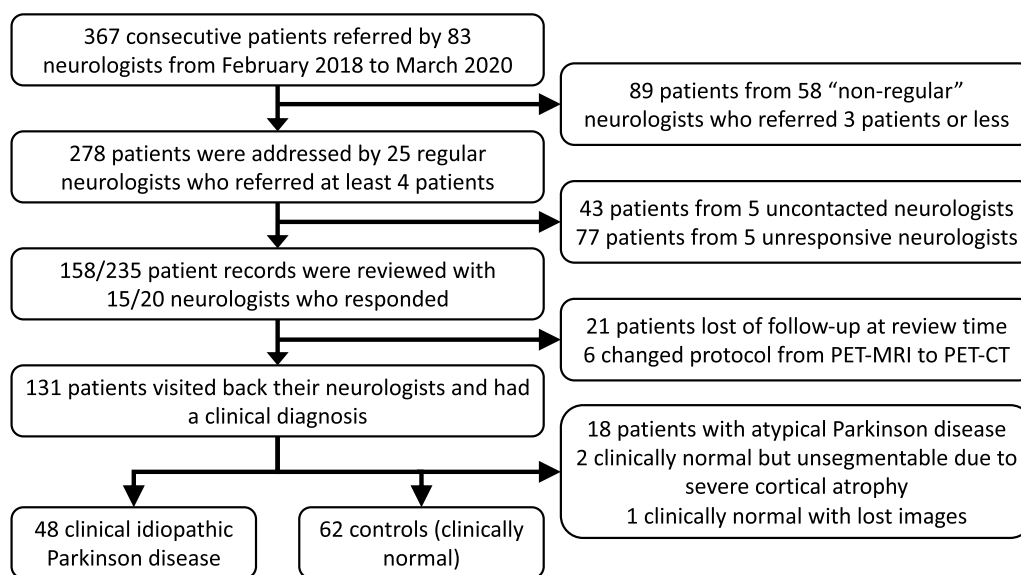 367 consecutive patients referred by 83
neurologists from February 2018 to March 2020
89 patients from 58 “non-regular”
neurologists who referred 3 patients or less
278 patients were addressed by 25 regular
neurologists who referred at least 4 patients
43 patients from 5 uncontacted neurologists
77 patients from 5 unresponsive neurologists
158/235 patient records were reviewed with
15/20 neurologists who responded
21 patients lost of follow-up at review time
6 changed protocol from PET-MRI to PET-CT
131 patients visited back their neurologists and had
a clinical diagnosis
18 patients with atypical Parkinson disease
2 clinically normal but unsegmentable due to
severe cortical atrophy
1 clinically normal with lost images
48 clinical idiopathic
Parkinson disease
62 controls (clinically
normal)